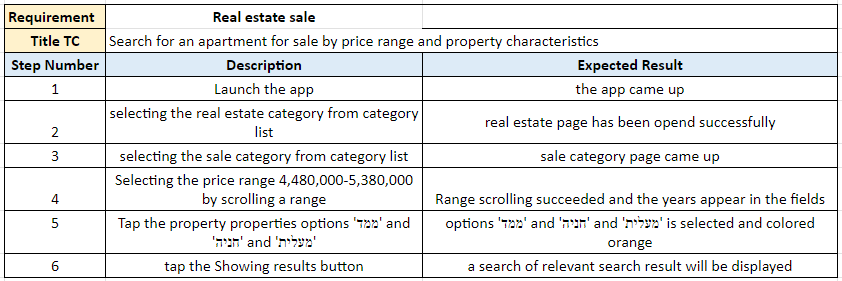 Requirement Real estate sale
Title TC Search for an apartment for sale by price range and property characteristics
Step Number Description Expected Result
1 Launch the app the app came up
selecting the real estate category from category
2 list real estate page has been opend successfully
3 selecting the sale category from category list sale category page came up
Selecting the price range 4,480,000-5,380,000
4 by scrolling a range Range scrolling succeeded and the years appear in the fields
5 Tap the property properties options 'ממד' and options 'ממד' and 'חניה' and 'מעלית' is selected and colored
'חניה' and 'מעלית' orange
6 tap the Showing results button a search of relevant search result will be displayed